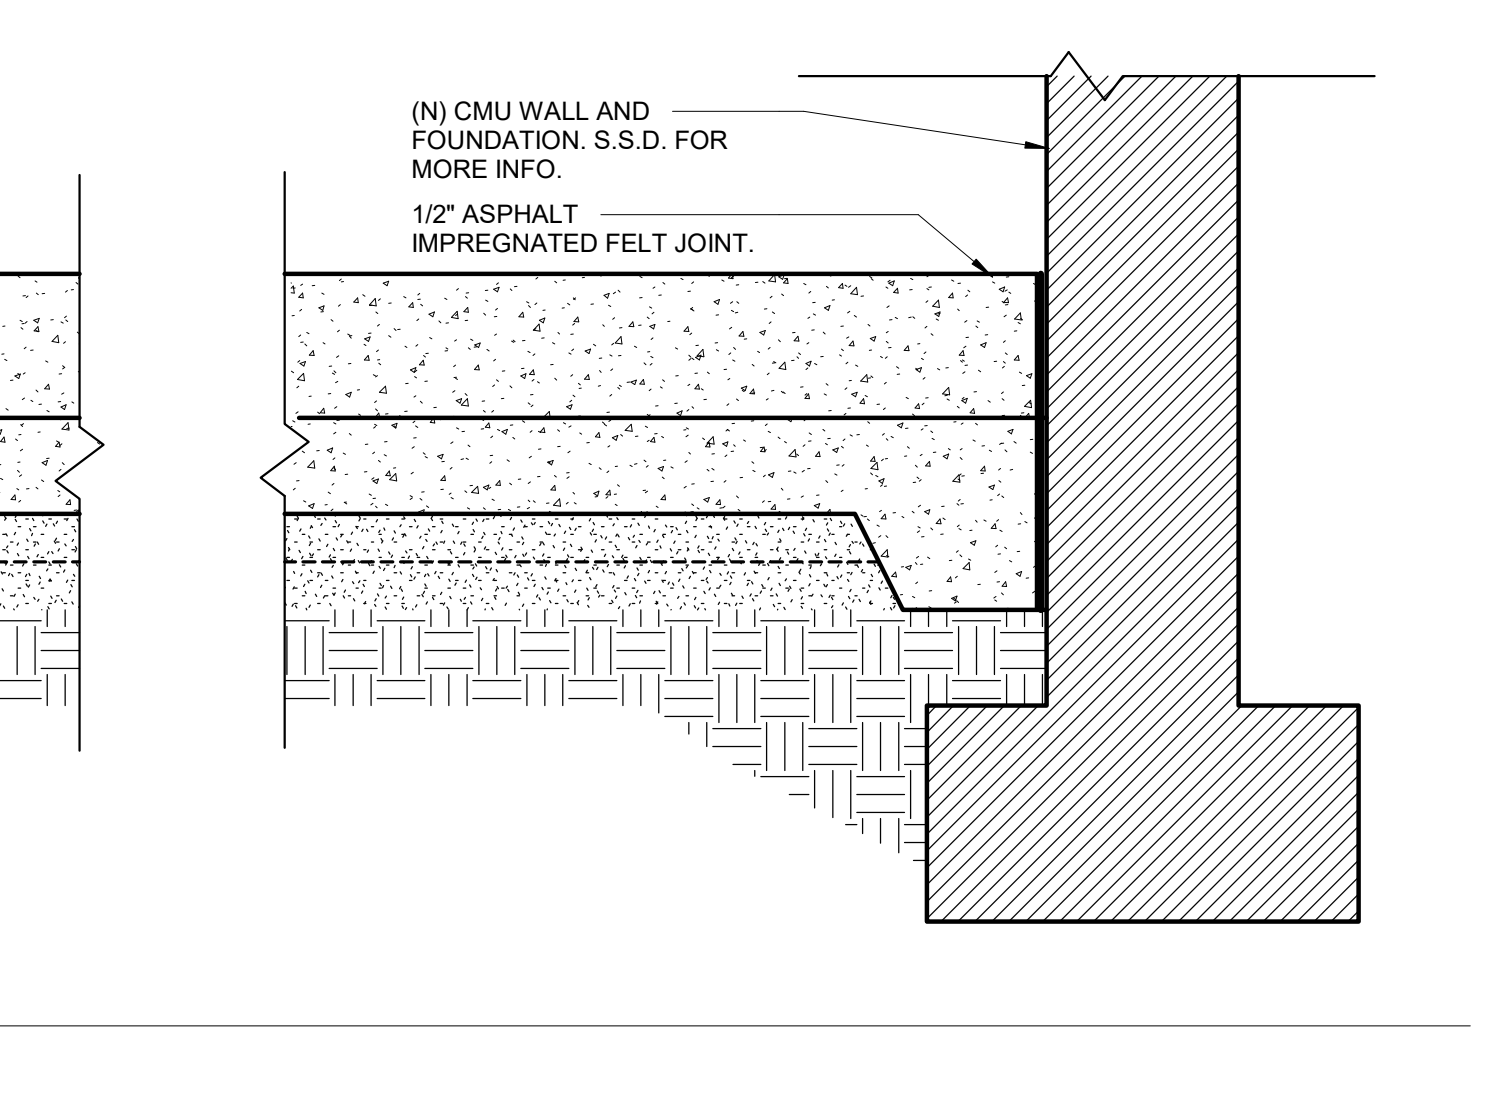 (N) CMU WALL AND
FOUNDATION. S.S.D. FOR
MORE INFO.
1/2" ASPHALT
IMPREGNATED FELT JOINT.